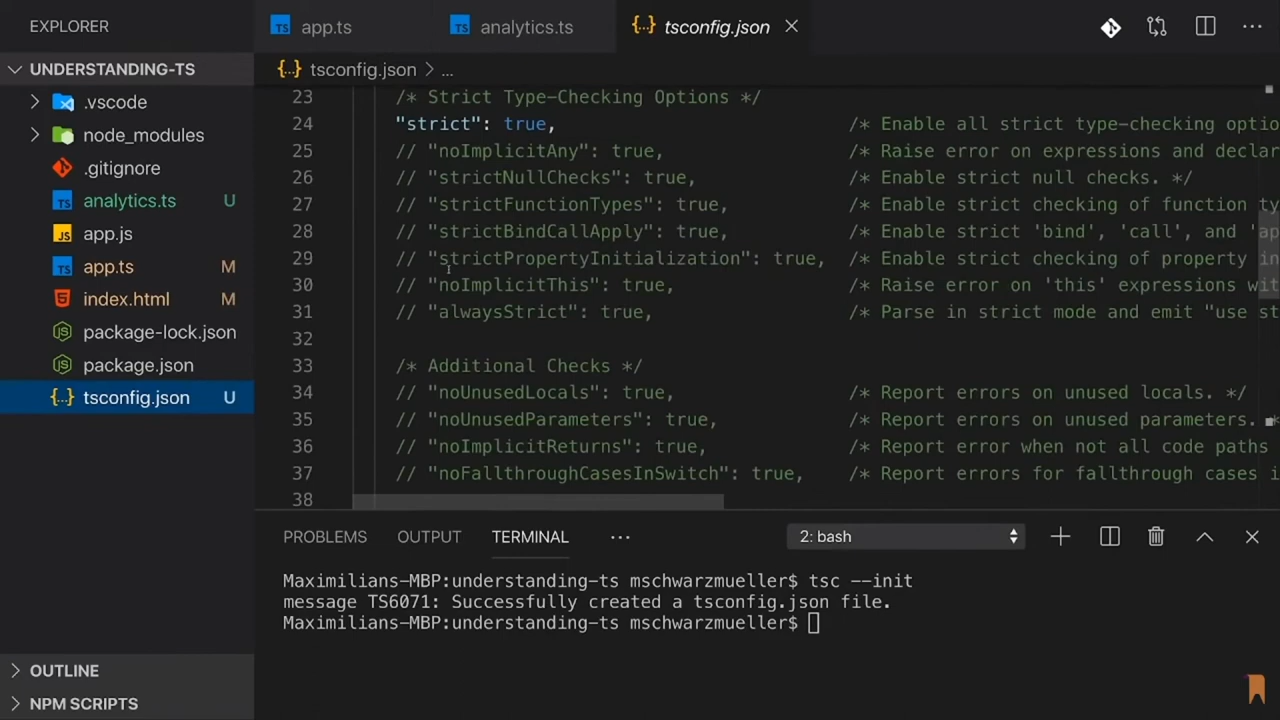 EXPLORER
UNDERSTANDING-TS
.vscode
node_modules
.gitignore
TS analytics.ts U
JS app.js
TS app.ts M
index.html M
package-lock.json
package.json
{..} tsconfig.json U
OUTLINE
NPM SCRIPTS
TS app.ts TS analytics.ts {..} tsconfig.json
{..} tsconfig.json > ...
23 /* Strict Type-Checking Options */
24 "strict": true, /* Enable all strict type-checking optio
25 // "noImplicitAny": true, /* Raise error on expressions and declar
26 // "strictNullChecks": true, /* Enable strict null checks. */
27 // "strictFunctionTypes": true, /* Enable strict checking of function ty
28 // "strictBindCallApply": true, /* Enable strict 'bind', 'call', and 'ap
29 // "strictPropertyInitialization": true, /* Enable strict checking of property in
30 // "noImplicitThis": true, /* Raise error on 'this' expressions wit
31 // "alwaysStrict": true, /* Parse in strict mode and emit "use st
32
33 /* Additional Checks */
34 // "noUnusedLocals": true, /* Report errors on unused locals. */
35 // "noUnusedParameters": true, /* Report errors on unused parameters. *
36 // "noImplicitReturns": true, /* Report error when not all code paths
37 // "noFallthroughCasesInSwitch": true, /* Report errors for fallthrough cases i
38
PROBLEMS OUTPUT TERMINAL ... 2: bash
Maximilians-MBP:understanding-ts mschwarzmueller$ tsc --init
message TS6071: Successfully created a tsconfig.json file.
Maximilians-MBP:understanding-ts mschwarzmueller$